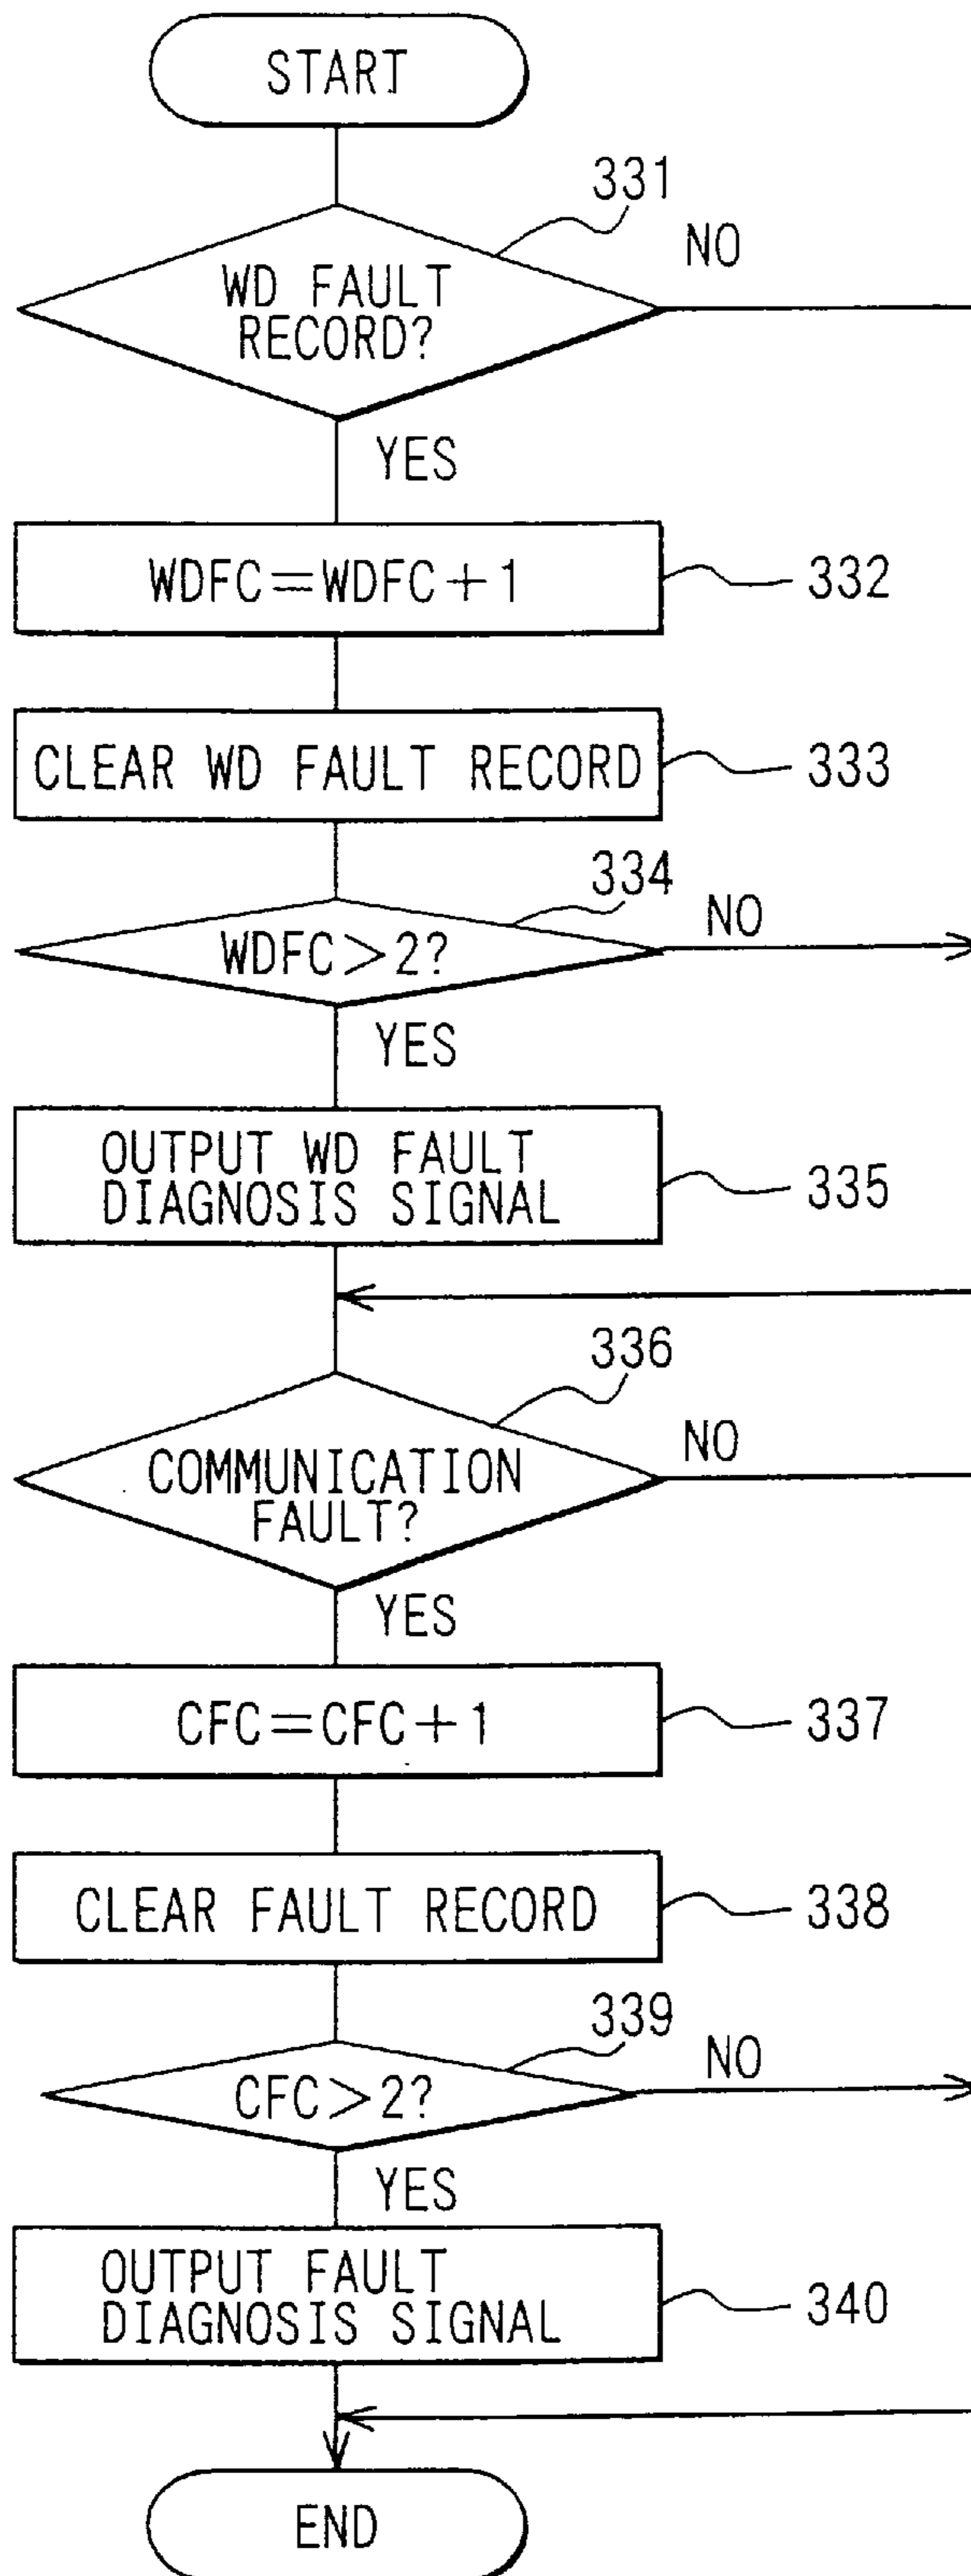 START
331
NO
WD FAULT
RECORD?
YES
WDFC=WDFC+1
332
CLEAR WD FAULT RECORD
333
334
NO
WDFC>2?
YES
OUTPUT WD FAULT
DIAGNOSIS SIGNAL
335
336
NO
COMMUNICATION
FAULT?
YES
CFC=CFC+1
337
CLEAR FAULT RECORD
338
339
NO
CFC>2?
YES
OUTPUT FAULT
DIAGNOSIS SIGNAL
340
END